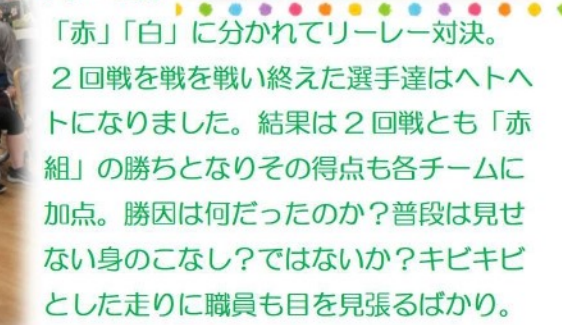 「赤」「白」に分かれてリーレー対決。
２回戦を戦を戦い終えた選手達はヘトヘ
トになりました。結果は２回戦とも「赤
組」の勝ちとなりその得点も各チームに
加点。勝因は何だったのか？普段は見せ
ない身のこなし？ではないか？キビキビ
とした走りに職員も目を見張るばかり。